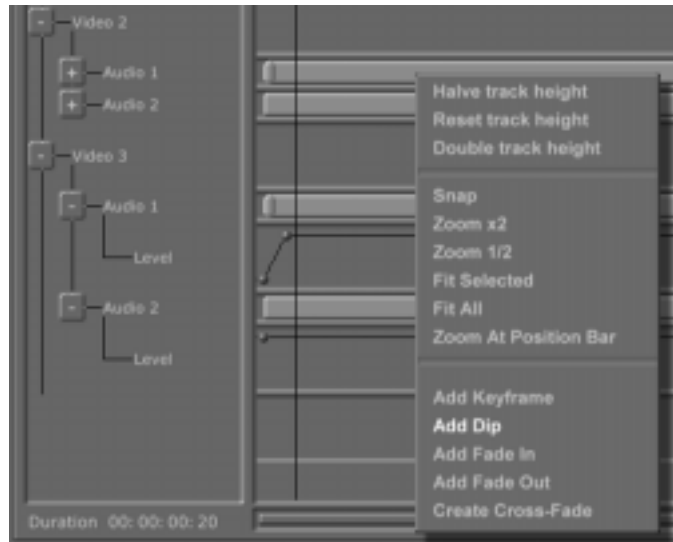 Video 2
Audio 1
Audio 2
Video 3
Audio 1
Level
Audio 2
Level
Duration 00: 00: 00: 20
Halve track height
Reset track height
Double track height
Snap
Zoom x2
Zoom 1/2
Fit Selected
Fit All
Zoom At Position Bar
Add Keyframe
Add Dip
Add Fade In
Add Fade Out
Create Cross-Fade